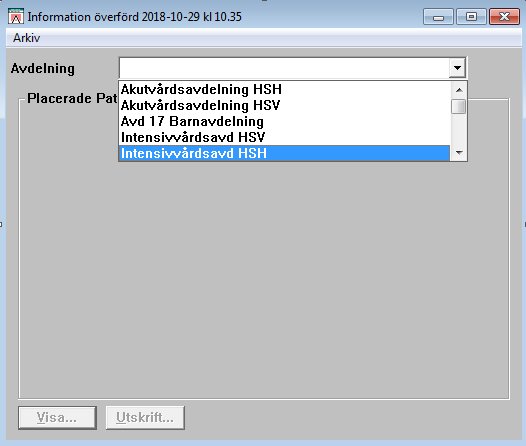 Information överförd 2018-10-29 kl 10.35
Arkiv
Avdelning
Placerade Pat
Akutvårdsavdelning HSH
Akutvårdsavdelning HSV
Avd 17 Barnavdelning
Intensivvårdsavd HSV
Intensivvårdsavd HSH
Visa...
Utskrift...